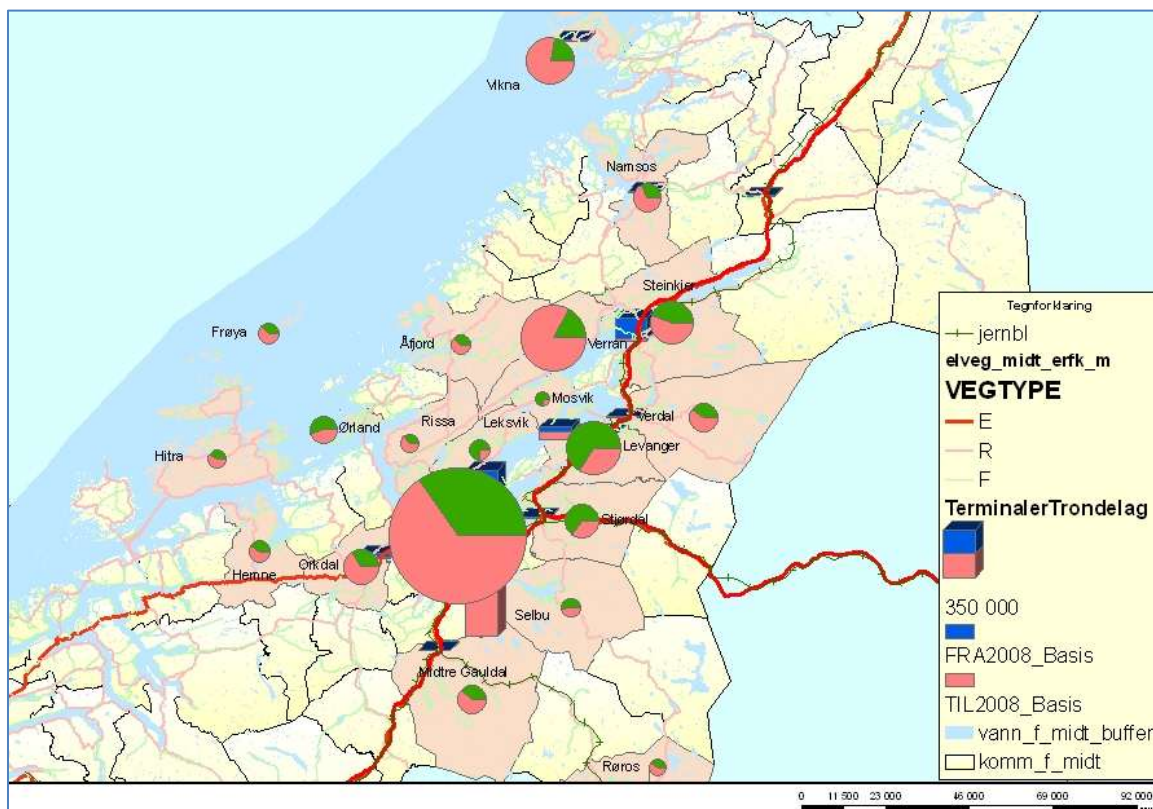 Vikna
Namsos
Steinkjer
Frøya
Åfjord
Verran
Mosvik
Ørland
Rissa
Leksvik
Verdal
Levanger
Hitra
Stjørdal
Hemne
Orkdal
Selbu
Midtre Gauldal
Røros
Tegnforklaring
jernbl
elveg_midt_erfk_m
VEGTYPE
E
R
F
TerminalerTrondelag
350 000
FRA2008_Basis
TIL2008_Basis
vann_f_midt_buffer
komm_f_midt
0 11 500 23 000 46 000 69 000 92 000